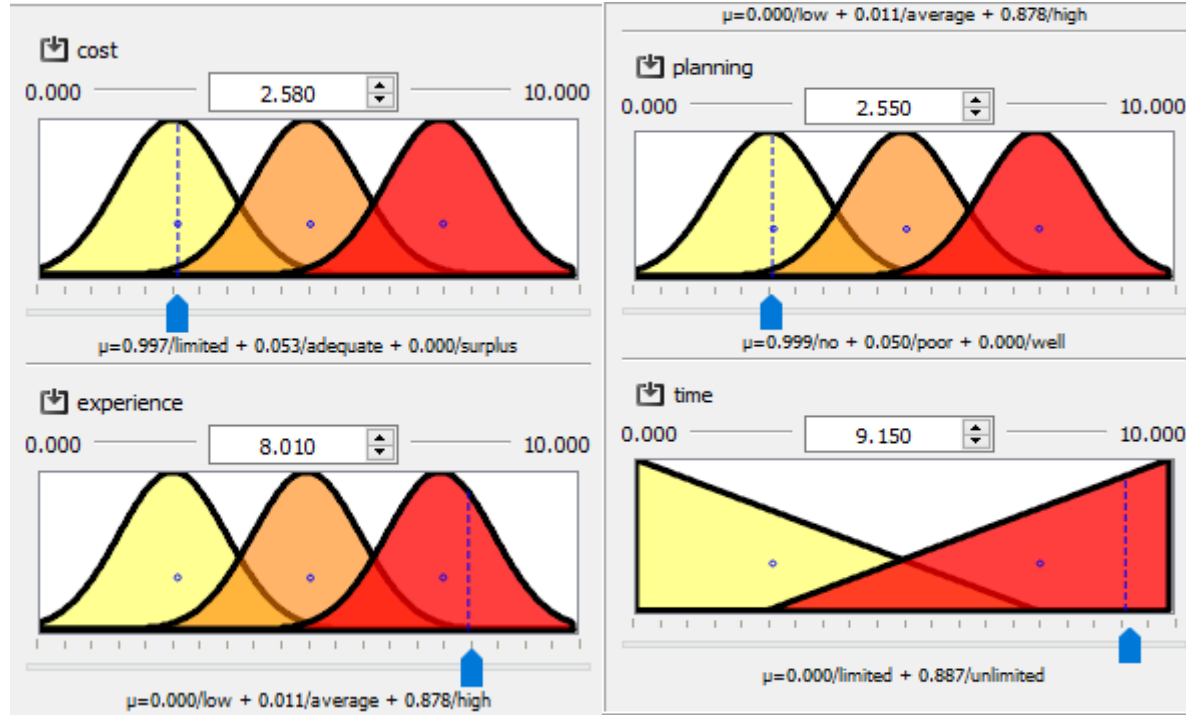 cost
0.000 2.580 10.000
μ=0.997/limited + 0.053/adequate + 0.000/surplus
experience
0.000 8.010 10.000
μ=0.000/low + 0.011/average + 0.878/high
μ=0.000/low + 0.011/average + 0.878/high
planning
0.000 2.550 10.000
μ=0.999/no + 0.050/poor + 0.000/well
time
0.000 9.150 10.000
μ=0.000/limited + 0.887/unlimited